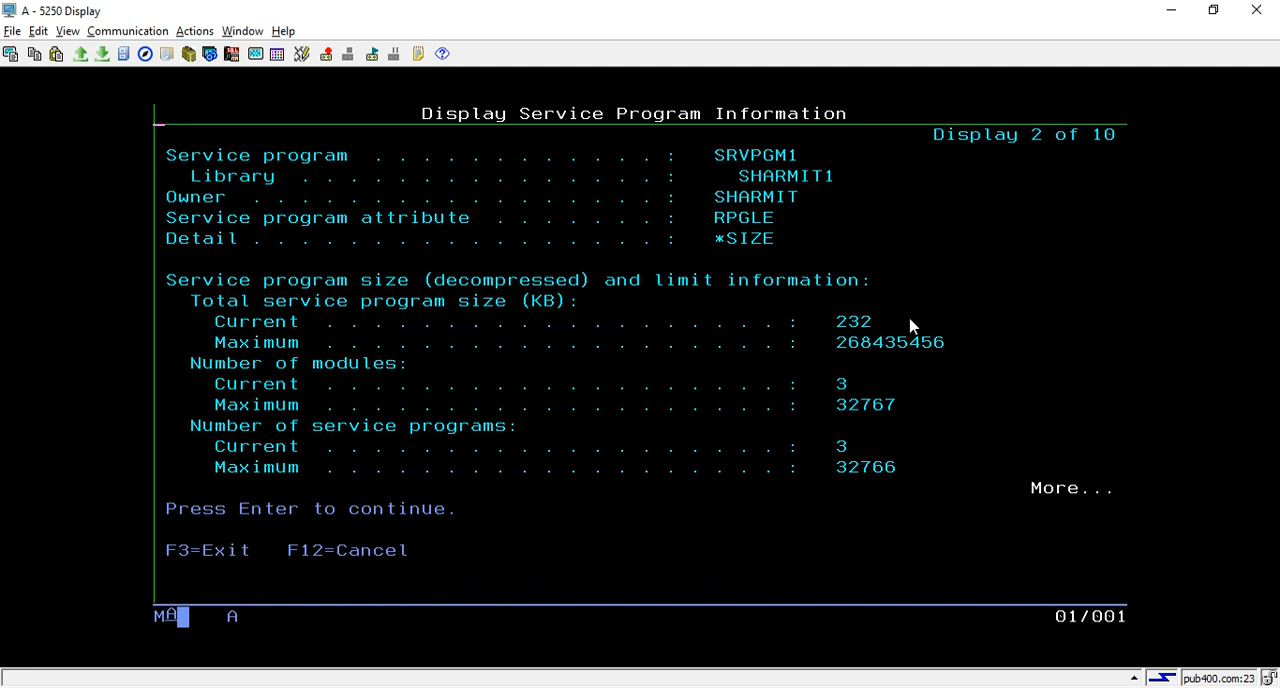 A - 5250 Display
File Edit View Communication Actions Window Help
Display Service Program Information
Display 2 of 10
Service program . . . . . . . . . . . . : SRVPGM1
Library . . . . . . . . . . . . . . . : SHARMIT1
Owner . . . . . . . . . . . . . . . . . : SHARMIT
Service program attribute . . . . . . . : RPGLE
Detail . . . . . . . . . . . . . . . . . : *SIZE
Service program size (decompressed) and limit information:
Total service program size (KB):
Current . . . . . . . . . . . . . . . . . . . : 232
Maximum . . . . . . . . . . . . . . . . . . . : 268435456
Number of modules:
Current . . . . . . . . . . . . . . . . . . . : 3
Maximum . . . . . . . . . . . . . . . . . . . : 32767
Number of service programs:
Current . . . . . . . . . . . . . . . . . . . : 3
Maximum . . . . . . . . . . . . . . . . . . . : 32766
More...
Press Enter to continue.
F3=Exit F12=Cancel
MA A 01/001
pub400.com:23